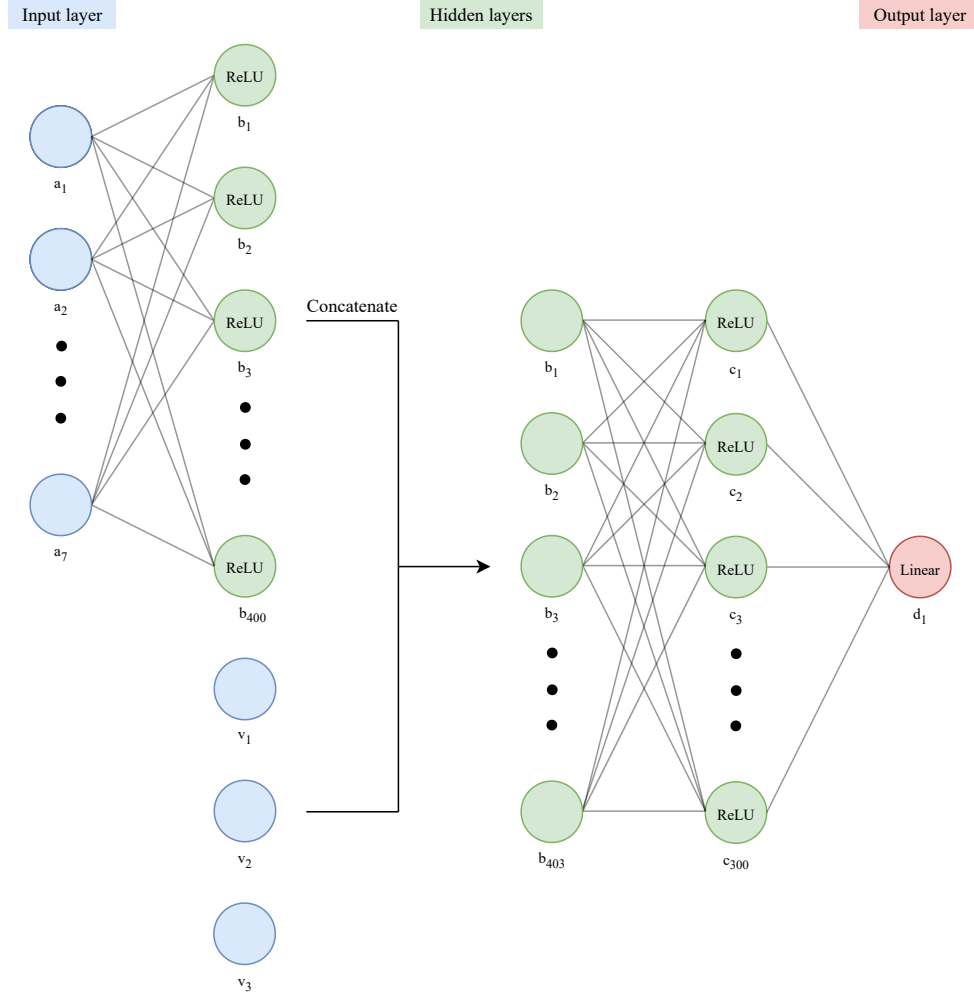 Input layer
Hidden layers
Output layer
ReLU
b1
a1
ReLU
b2
a2
Concatenate
ReLU
b3
a7
ReLU
b400
v1
v2
v3
b1
ReLU
c1
b2
ReLU
c2
b3
ReLU
c3
b403
ReLU
c300
Linear
d1